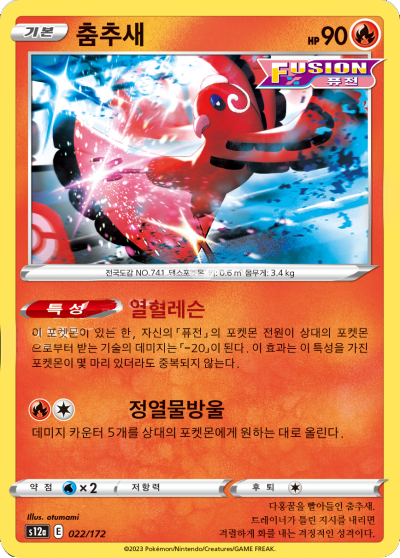 기본 춤추새 HP 90
FUSION
퓨전
전국도감 NO.741 댄스포켓몬 키: 0.6 m 몸무게: 3.4 kg
특성 열혈레슨
이 포켓몬이 있는 한, 자신의 「퓨전」의 포켓몬 전원이 상대의 포켓몬
으로부터 받는 기술의 데미지는 「-20」이 된다. 이 효과는 이 특성을 가진
포켓몬이 몇 마리 있더라도 중복되지 않는다.
정열물방울
데미지 카운터 5개를 상대의 포켓몬에게 원하는 대로 올린다.
약점 ×2 저항력 후퇴
Illus. otumami
s12a E 022/172
다홍꿀을 빨아들인 춤추새.
트레이너가 틀린 지시를 내리면
격렬하게 화를 내는 격정적인 성격이다.
©2023 Pokémon/Nintendo/Creatures/GAME FREAK.